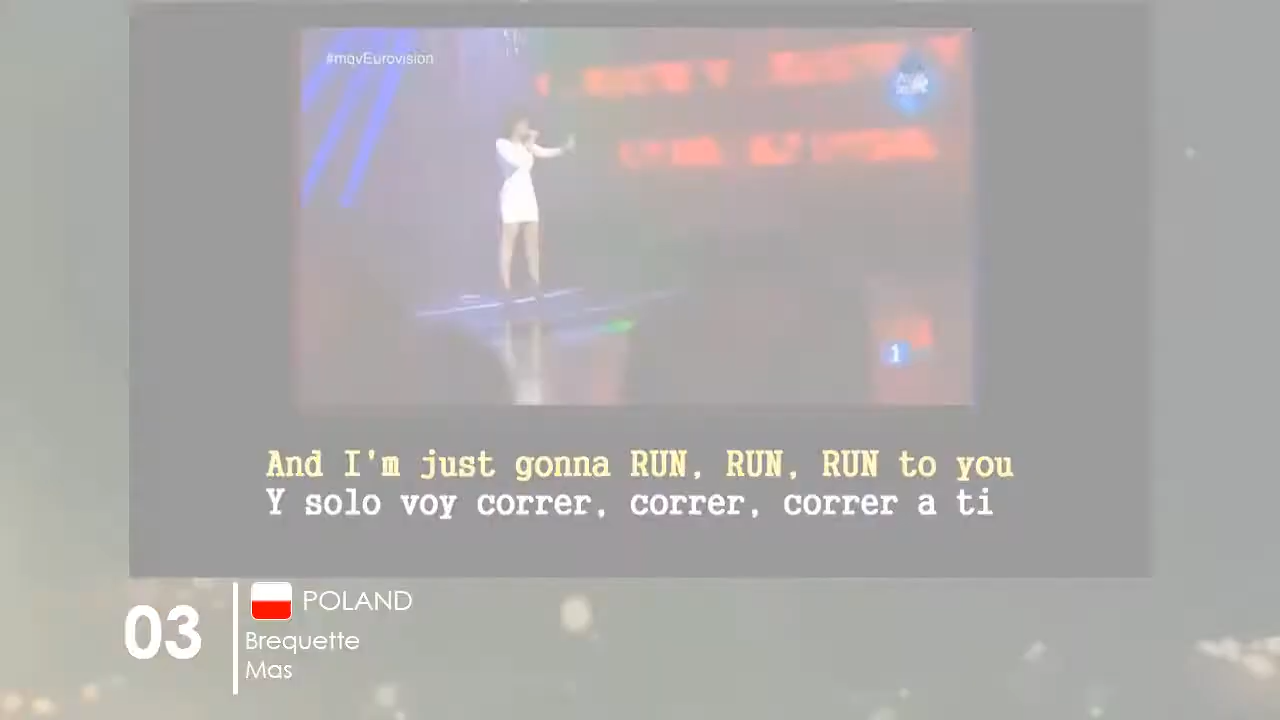 #mqvEurovision
1
And I'm just gonna RUN, RUN, RUN to you
Y solo voy correr, correr, correr a ti
03
POLAND
Brequette
Mas